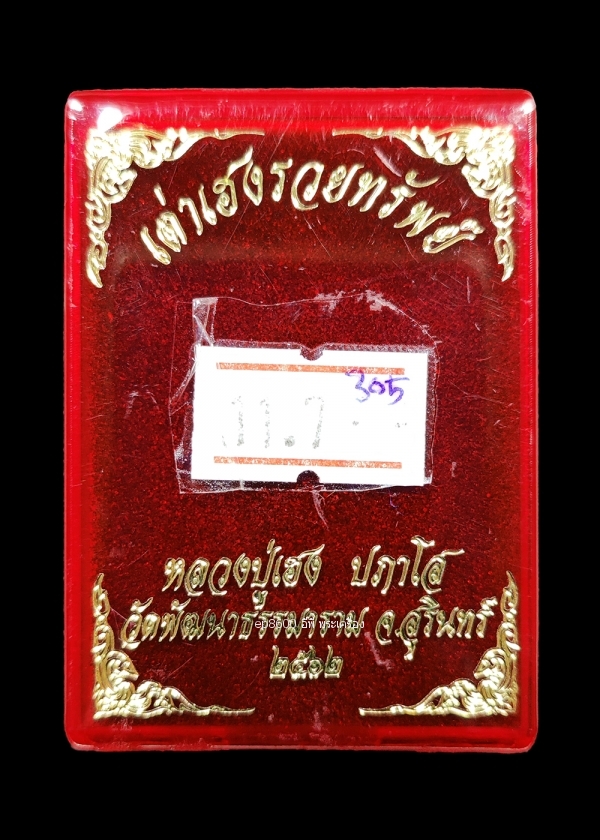 เต่าเฮงรวยทรัพย์
305
11.7
หลวงปู่เฮง ปภาโส
วัดพัฒนาธรรมาราม จ.สุรินทร์
๒๕๖๒